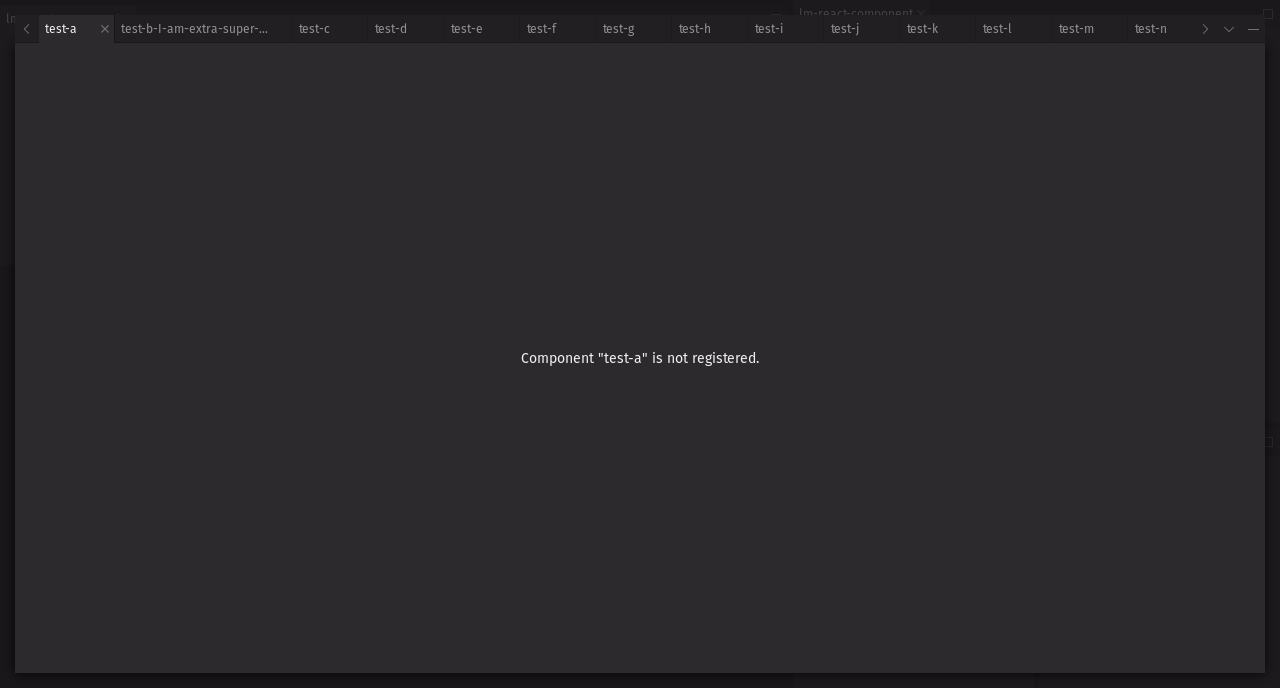 lm-react-component
test-a
test-b-I-am-extra-super-...
test-c
test-d
test-e
test-f
test-g
test-h
test-i
test-j
test-k
test-l
test-m
test-n
Component "test-a" is not registered.